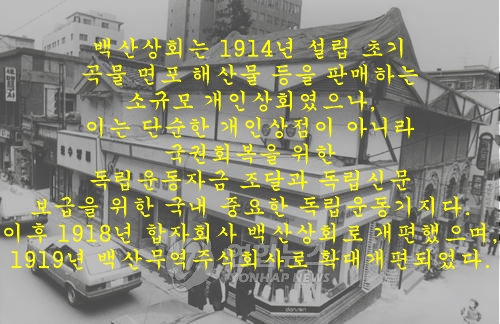 백산상회는 1914년 설립 초기
곡물 면포 해산물 등을 판매하는
소규모 개인상회였으나,
이는 단순한 개인상점이 아니라
국권회복을 위한
독립운동자금 조달과 독립신문
보급을 위한 국내 중요한 독립운동기지다.
이후 1918년 합자회사 백산상회로 개편했으며,
1919년 백산무역주식회사로 확대개편되었다.
YONHAP NEWS